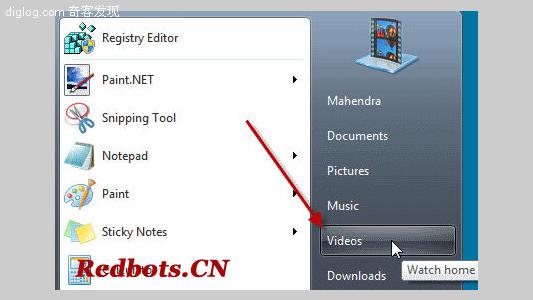 diglog.com 奇客发现
Registry Editor
Paint.NET
Snipping Tool
Notepad
Paint
Sticky Notes
Redbots.CN
Mahendra
Documents
Pictures
Music
Videos
Downloads
Watch home